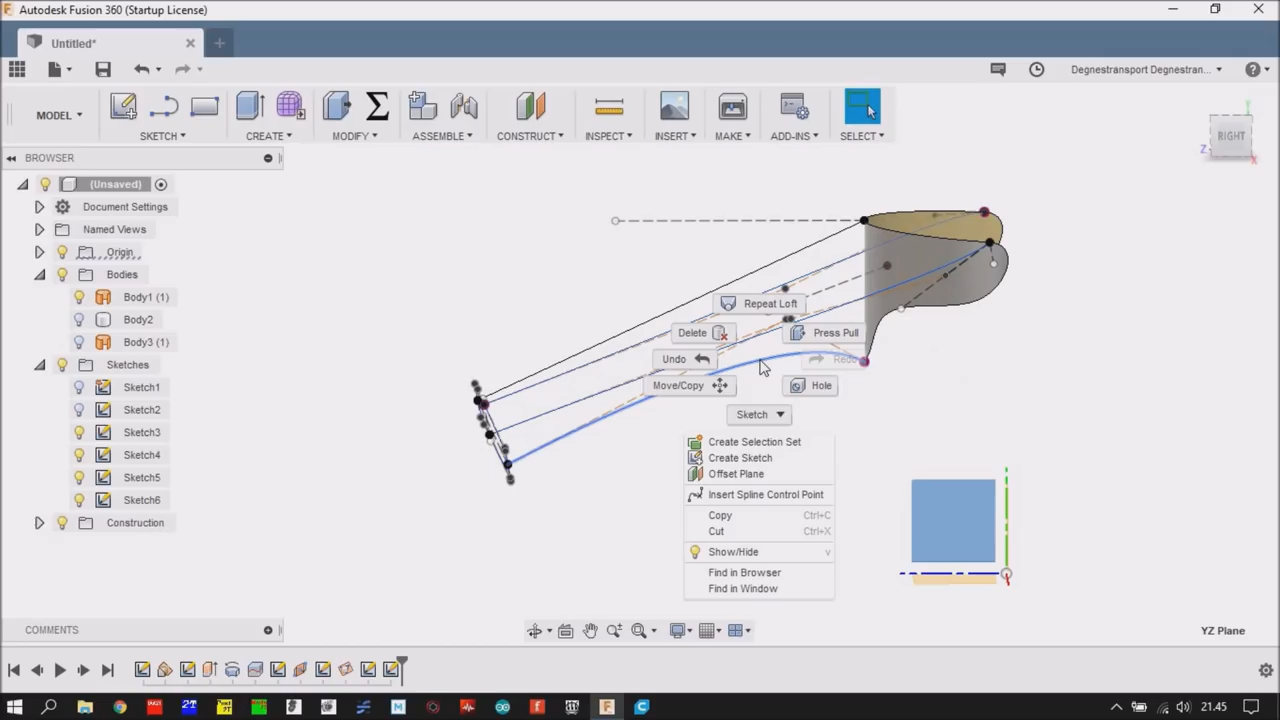 Autodesk Fusion 360 (Startup License)
Untitled*
Degnestransport Degnestran...
MODEL
SKETCH
CREATE
MODIFY
ASSEMBLE
CONSTRUCT
INSPECT
INSERT
MAKE
ADD-INS
SELECT
BROWSER
(Unsaved)
Document Settings
Named Views
Origin
Bodies
Body1 (1)
Body2
Body3 (1)
Sketches
Sketch1
Sketch2
Sketch3
Sketch4
Sketch5
Sketch6
Construction
RIGHT
Z
X
Y
Repeat Loft
Delete
Press Pull
Undo
Redo
Move/Copy
Hole
Sketch
Create Selection Set
Create Sketch
Offset Plane
Insert Spline Control Point
Copy Ctrl+C
Cut Ctrl+X
Show/Hide v
Find in Browser
Find in Window
COMMENTS
YZ Plane
21.45